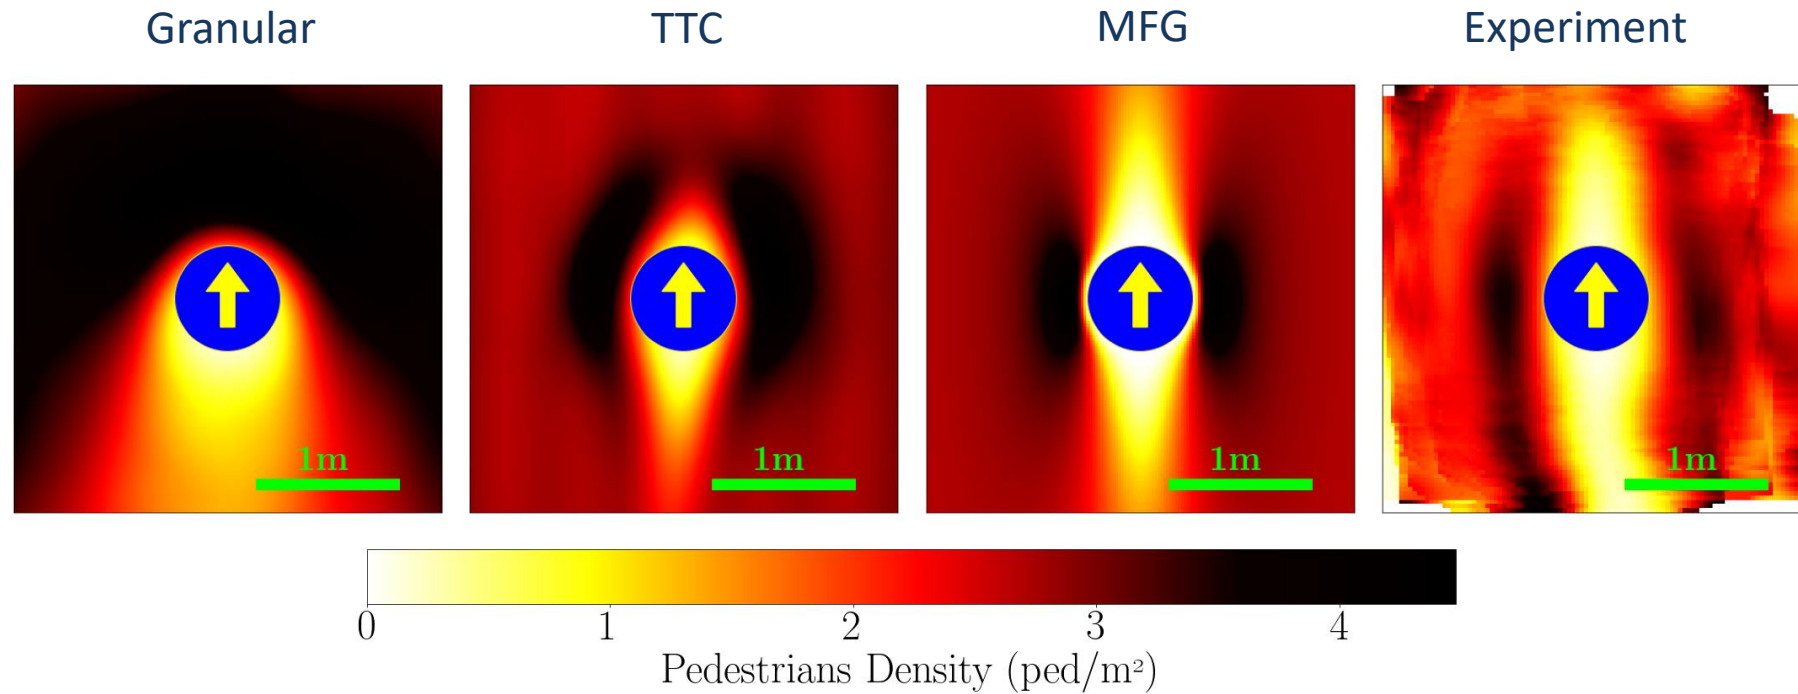 Granular TTC MFG Experiment
1m 1m 1m 1m
0 1 2 3 4
Pedestrians Density (ped/m²)